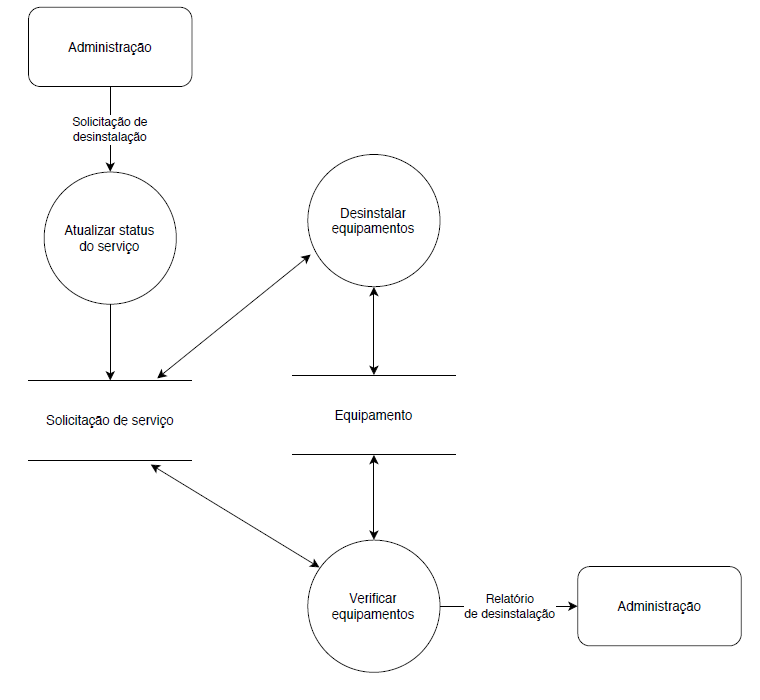 Administração
Solicitação de
desinstalação
Atualizar status
do serviço
Desinstalar
equipamentos
Solicitação de serviço
Equipamento
Verificar
equipamentos
Relatório
de desinstalação
Administração